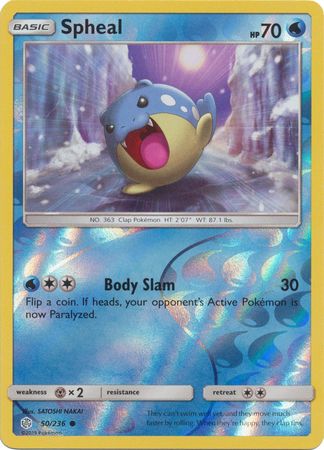 BASIC Spheal HP 70
NO. 363 Clap Pokémon HT: 2'07" WT: 87.1 lbs.
Body Slam 30
Flip a coin. If heads, your opponent's Active Pokémon is
now Paralyzed.
weakness × 2 resistance retreat
Illus. SATOSHI NAKAI
50/236
©2019 Pokémon
They can't swim well yet, and they move much
faster by rolling. When they're happy, they clap fins.